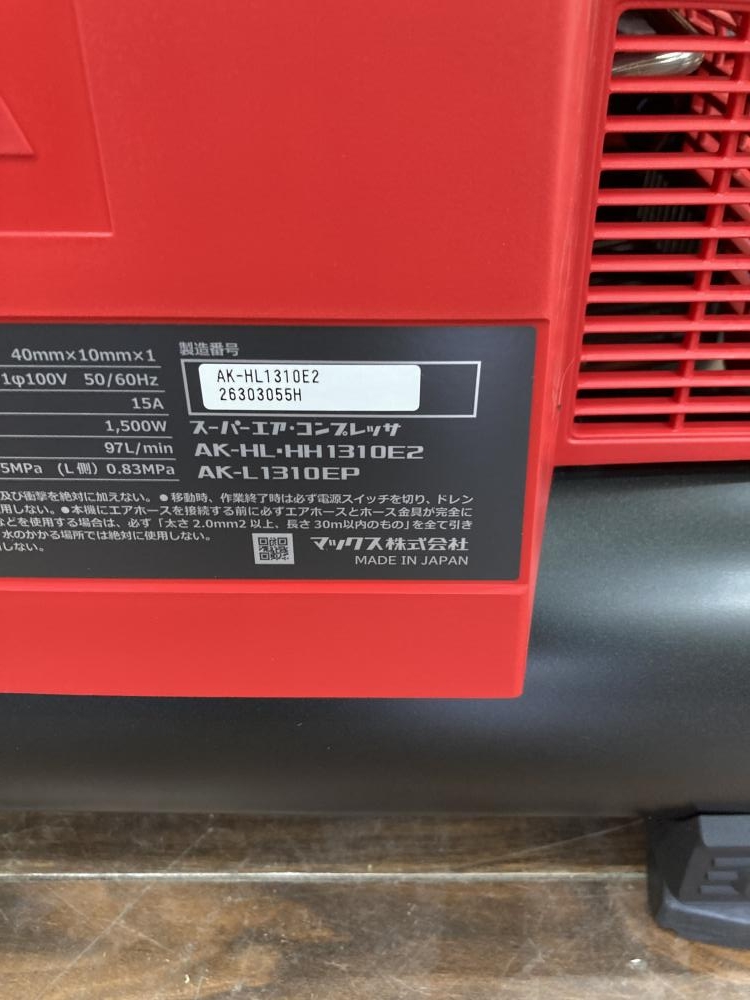 40mm×10mm×1
1φ100V 50/60Hz
15A
1,500W
97L/min
5MPa (L側) 0.83MPa
製造番号
AK-HL1310E2
26303055H
スーパーエア・コンプレッサ
AK-HL・HH1310E2
AK-L1310EP
及び衝撃を絶対に加えない。●移動時、作業終了時は必ず電源スイッチを切り、ドレン
使用しない。●本機にエアホースを接続する前に必ずエアホースとホース金具が完全に
などを使用する場合は、必ず「太さ2.0mm2以上、長さ30m以内のもの」を全て引き
水のかかる場所では絶対に使用しない。
しない。
マックス株式会社
MADE IN JAPAN